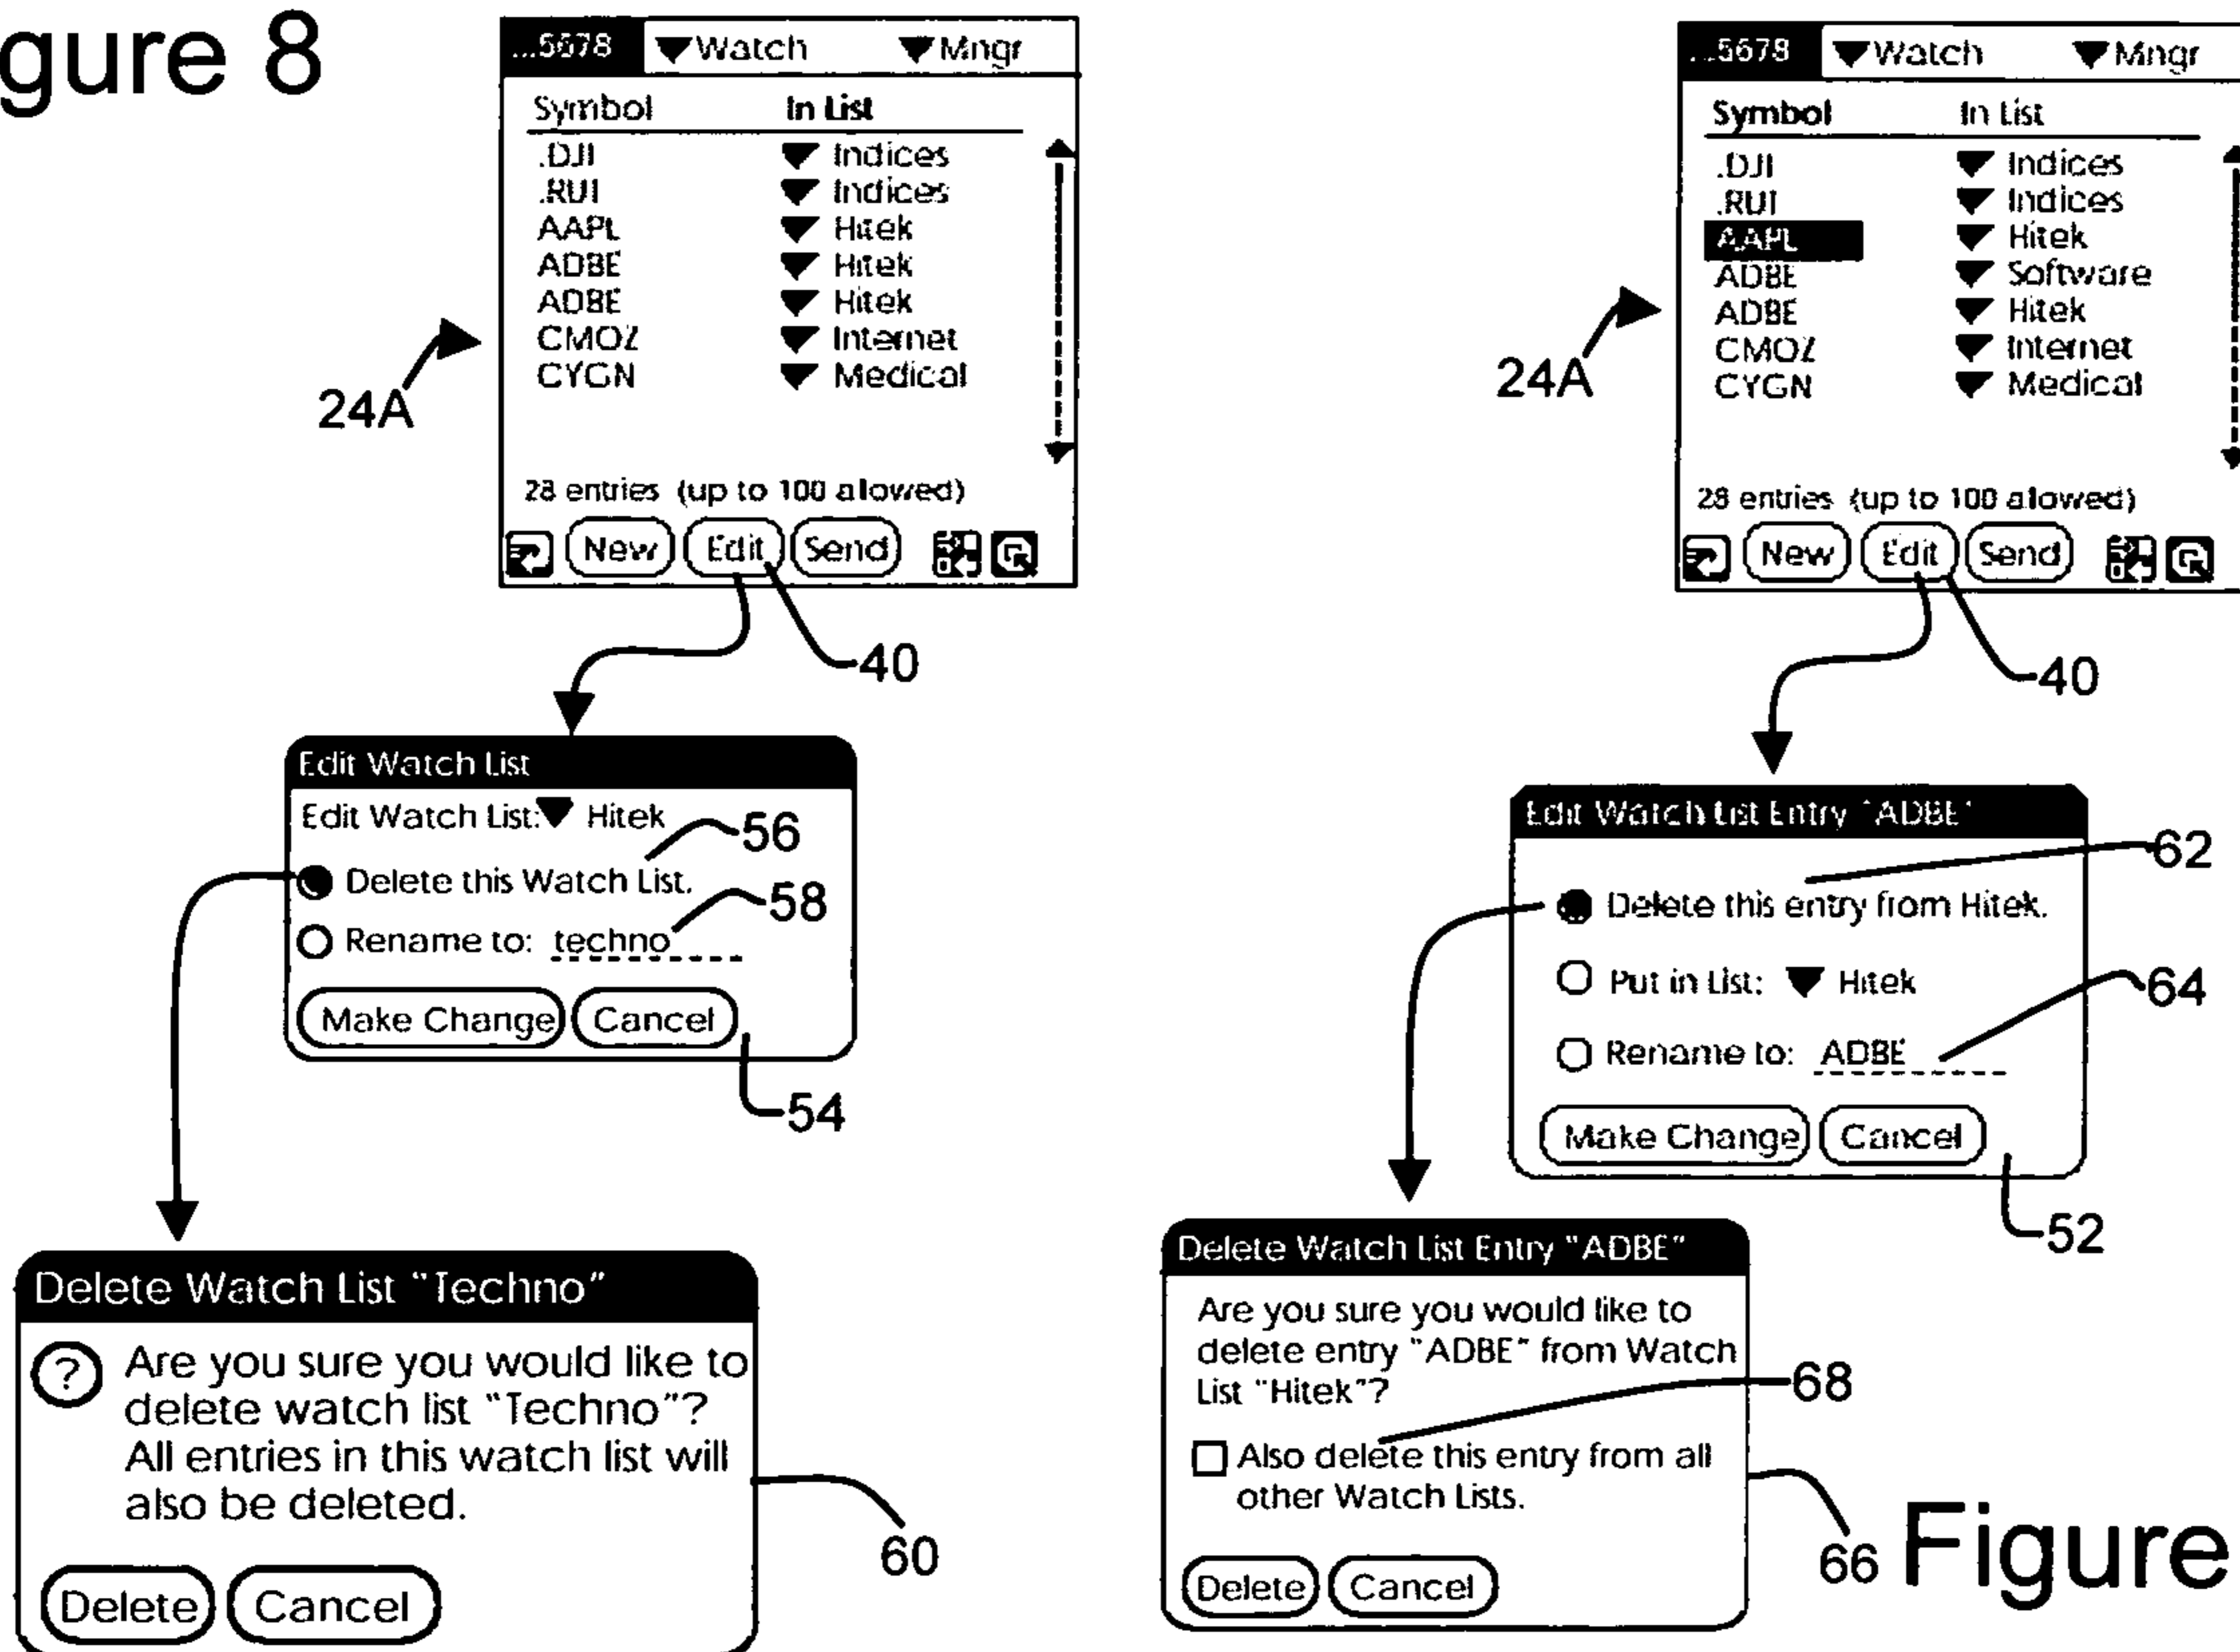 gure 8
...5678 Watch Mngr
Symbol In List
.DJI Indices
.RUI Indices
AAPL Hitek
ADBE Hitek
ADBE Hitek
CMOZ Internet
CYGN Medical
28 entries (up to 100 alowed)
New Edit Send
24A
40
Edit Watch List
Edit Watch List: Hitek
56
Delete this Watch List.
58
Rename to: techno
Make Change Cancel
54
Delete Watch List "Techno"
? Are you sure you would like to
delete watch list "Techno"?
All entries in this watch list will
also be deleted.
60
Delete Cancel
...5678 Watch Mngr
Symbol In List
.DJI Indices
.RUI Indices
AAPL Hitek
ADBE Software
ADBE Hitek
CMOZ Internet
CYGN Medical
28 entries (up to 100 alowed)
New Edit Send
24A
40
Edit Watch List Entry "ADBE"
62
Delete this entry from Hitek.
Put in List: Hitek
64
Rename to: ADBE
Make Change Cancel
52
Delete Watch List Entry "ADBE"
Are you sure you would like to
delete entry "ADBE" from Watch
List "Hitek"?
68
Also delete this entry from all
other Watch Lists.
66
Delete Cancel
Figure